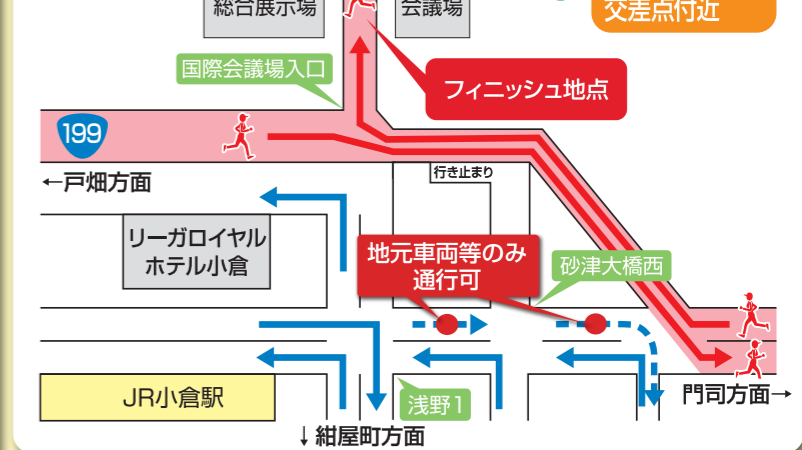 総合展示場
会議場
交差点付近
国際会議場入口
フィニッシュ地点
199
行き止まり
←戸畑方面
リーガロイヤル
ホテル小倉
地元車両等のみ
通行可
砂津大橋西
JR小倉駅
浅野1
門司方面→
↓紺屋町方面